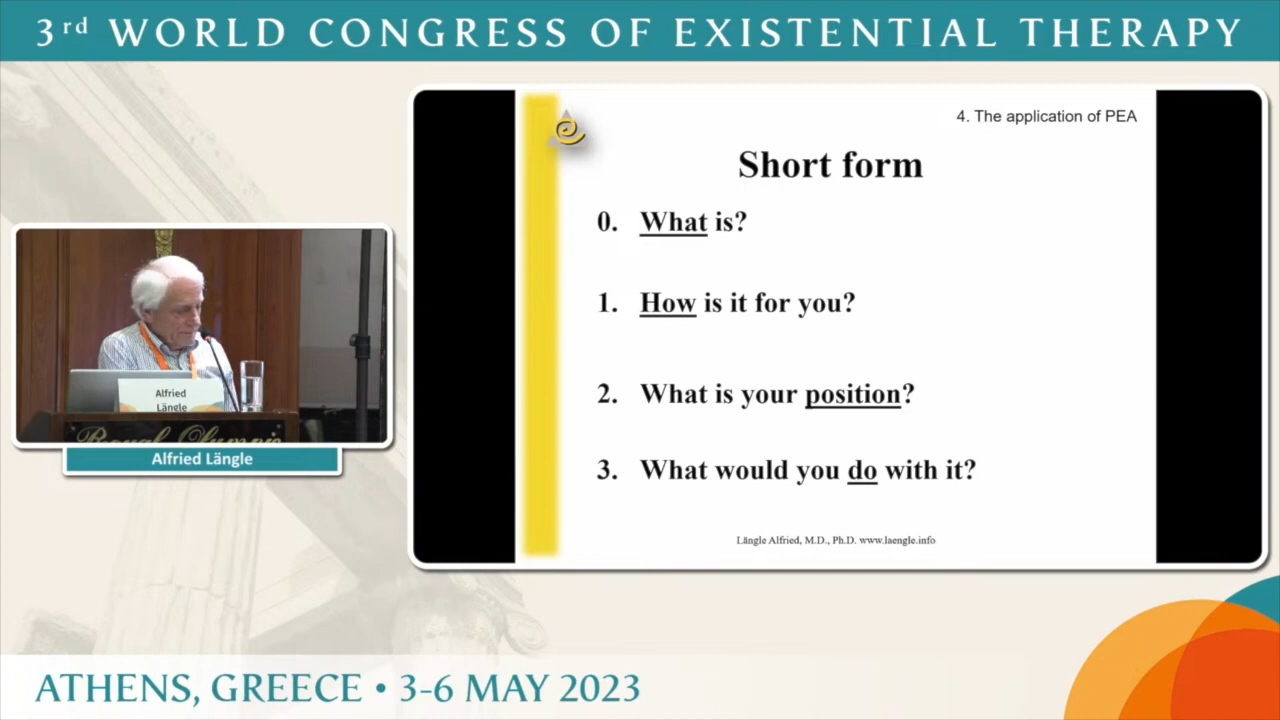 3rd WORLD CONGRESS OF EXISTENTIAL THERAPY
4. The application of PEA
Short form
0. What is?
1. How is it for you?
2. What is your position?
3. What would you do with it?
Längle Alfried, M.D., Ph.D. www.laengle.info
Alfried
Längle
Royal Olympic
Alfried Längle
ATHENS, GREECE • 3-6 MAY 2023